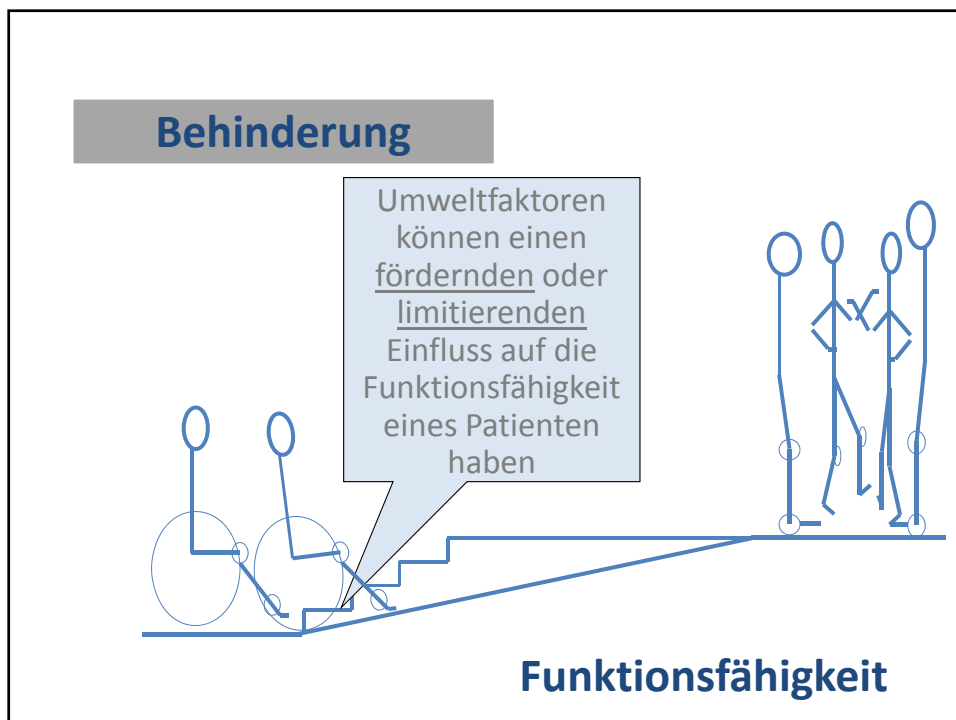 Behinderung
Umweltfaktoren
können einen
fördernden oder
limitierenden
Einfluss auf die
Funktionsfähigkeit
eines Patienten
haben
Funktionsfähigkeit